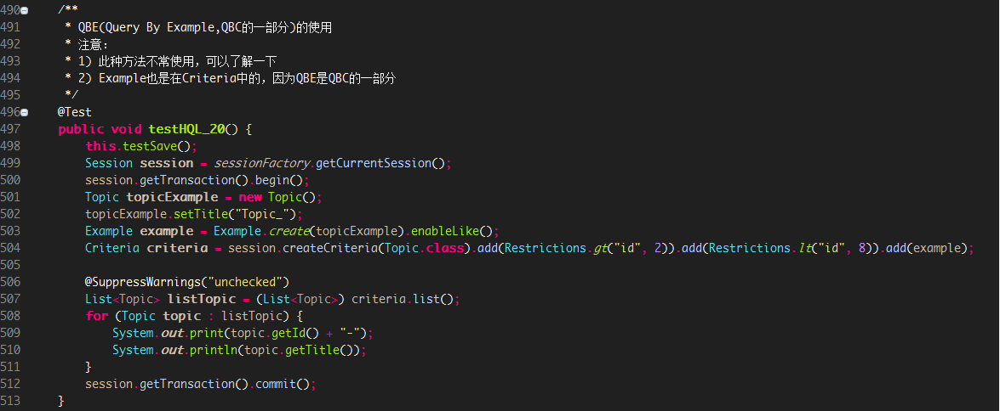 490 /**
491 * QBE(Query By Example,QBC的一部分)的使用
492 * 注意:
493 * 1) 此种方法不常使用，可以了解一下
494 * 2) Example也是在Criteria中的，因为QBE是QBC的一部分
495 */
496 @Test
497 public void testHQL_20() {
498 this.testSave();
499 Session session = sessionFactory.getCurrentSession();
500 session.getTransaction().begin();
501 Topic topicExample = new Topic();
502 topicExample.setTitle("Topic_");
503 Example example = Example.create(topicExample).enableLike();
504 Criteria criteria = session.createCriteria(Topic.class).add(Restrictions.gt("id", 2)).add(Restrictions.lt("id", 8)).add(example);
505
506 @SuppressWarnings("unchecked")
507 List<Topic> listTopic = (List<Topic>) criteria.list();
508 for (Topic topic : listTopic) {
509 System.out.print(topic.getId() + "-");
510 System.out.println(topic.getTitle());
511 }
512 session.getTransaction().commit();
513 }